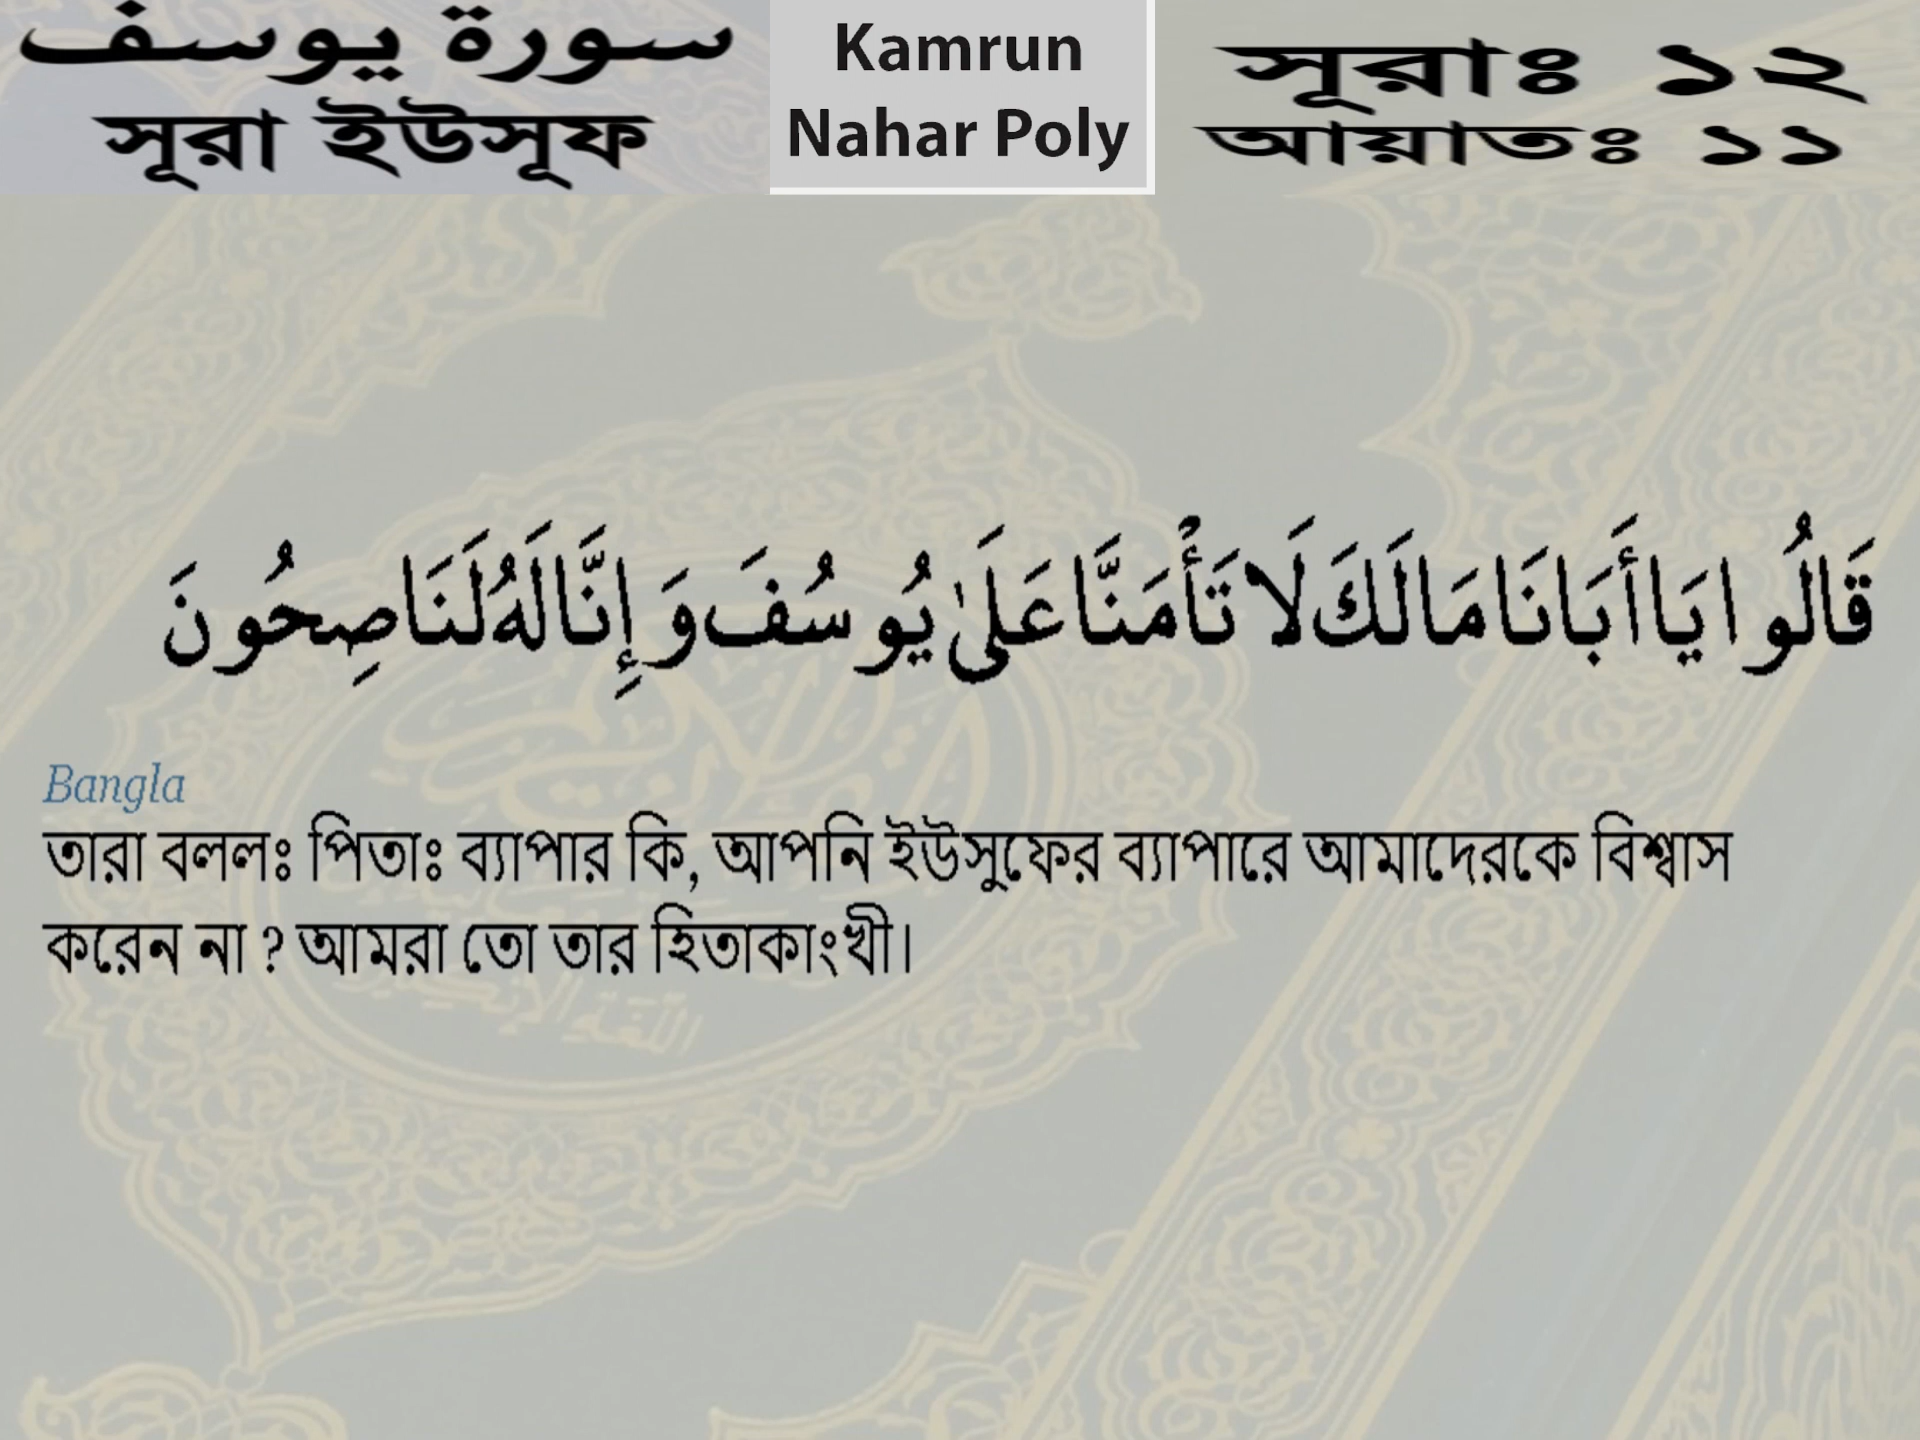 سورة يوسف
সূরা ইউসূফ
Kamrun
Nahar Poly
সূরাঃ ১২
আয়াতঃ ১১
قَالُوا يَا أَبَانَا مَا لَكَ لَا تَأْمَنَّا عَلَىٰ يُوسُفَ وَإِنَّا لَهُ لَنَاصِحُونَ
Bangla
তারা বললঃ পিতাঃ ব্যাপার কি, আপনি ইউসুফের ব্যাপারে আমাদেরকে বিশ্বাস
করেন না ? আমরা তো তার হিতাকাংখী।